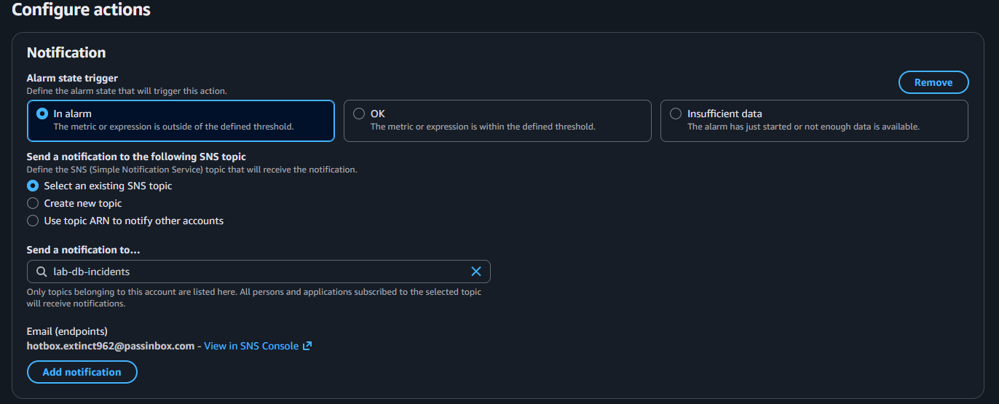 Configure actions
Notification
Alarm state trigger
Define the alarm state that will trigger this action.
Remove
In alarm
The metric or expression is outside of the defined threshold.
OK
The metric or expression is within the defined threshold.
Insufficient data
The alarm has just started or not enough data is available.
Send a notification to the following SNS topic
Define the SNS (Simple Notification Service) topic that will receive the notification.
Select an existing SNS topic
Create new topic
Use topic ARN to notify other accounts
Send a notification to…
lab-db-incidents
Only topics belonging to this account are listed here. All persons and applications subscribed to the selected topic
will receive notifications.
Email (endpoints)
hotbox.extinct962@passinbox.com - View in SNS Console
Add notification